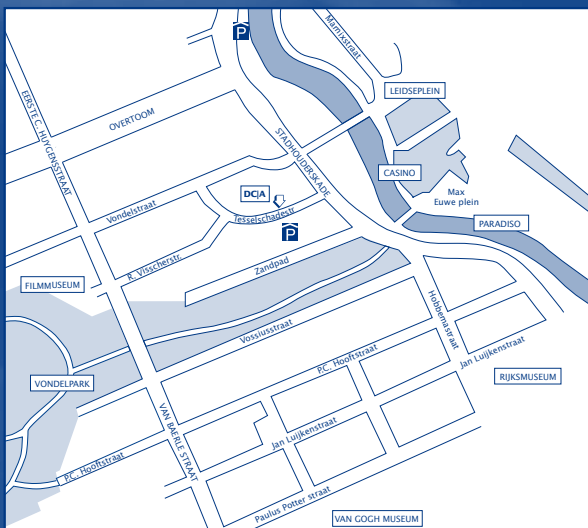 P
Marnixstraat
LEIDSEPLEIN
EERSTE C. HUYGENSSTRAAT
OVERTOOM
STADHOUDERSKADE
CASINO
DC|A
Max
Euwe plein
Vondelstraat
Tesselschadestr.
PARADISO
P
R. Visscherstr.
Zandpad
FILMMUSEUM
Vossiusstraat
Hobbemastraat
P.C. Hooftstraat
Jan Luijkenstraat
RIJKSMUSEUM
VONDELPARK
VAN BAERLE STRAAT
Jan Luijkenstraat
P.C. Hooftstraat
Paulus Potter straat
VAN GOGH MUSEUM